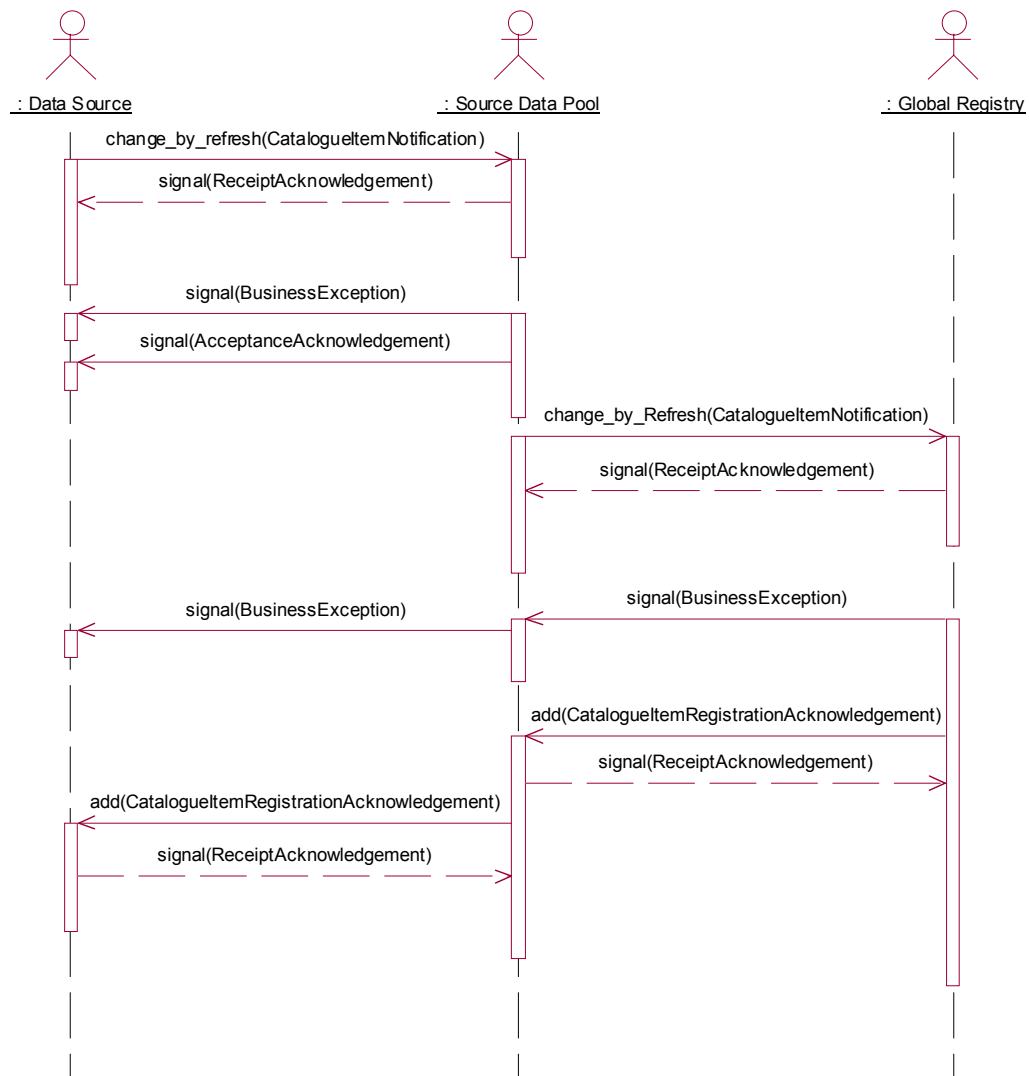 : Data Source
: Source Data Pool
: Global Registry
change_by_refresh(CatalogueItemNotification)
signal(ReceiptAcknowledgement)
signal(BusinessException)
signal(AcceptanceAcknowledgement)
change_by_Refresh(CatalogueItemNotification)
signal(ReceiptAcknowledgement)
signal(BusinessException)
signal(BusinessException)
add(CatalogueItemRegistrationAcknowledgement)
signal(ReceiptAcknowledgement)
add(CatalogueItemRegistrationAcknowledgement)
signal(ReceiptAcknowledgement)